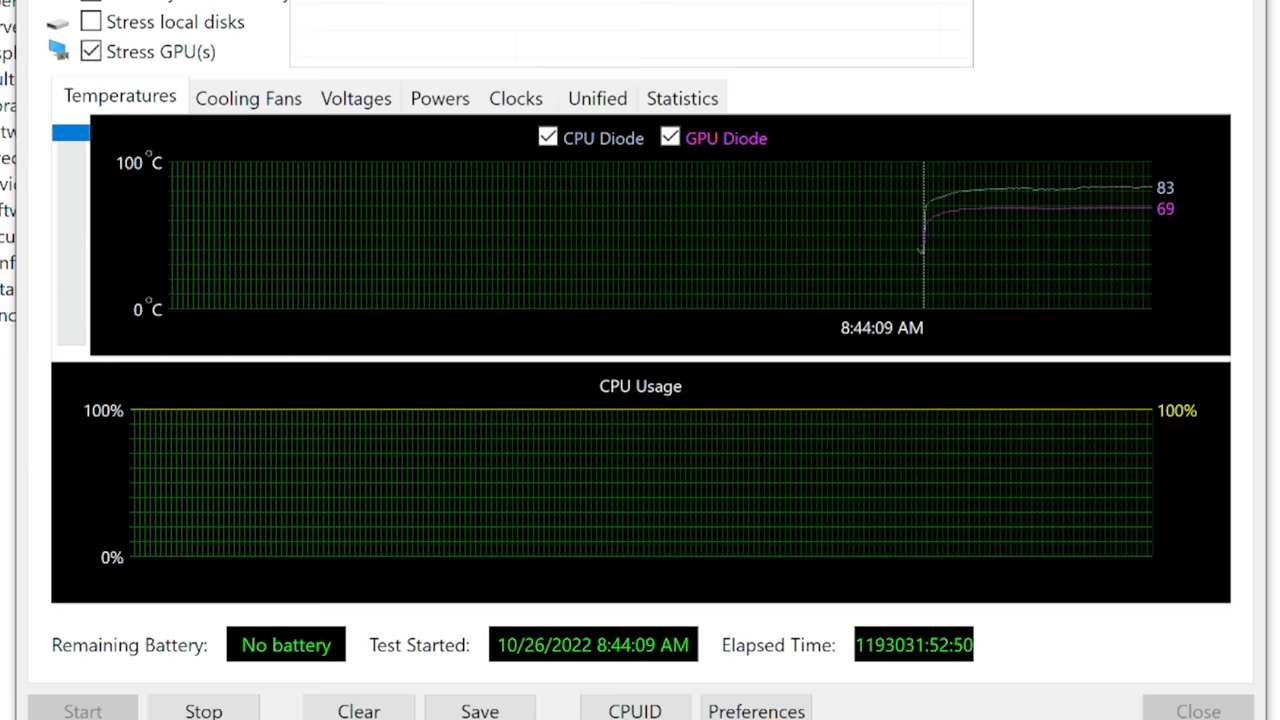 Stress local disks
Stress GPU(s)
Temperatures Cooling Fans Voltages Powers Clocks Unified Statistics
CPU Diode GPU Diode
100°C
83
69
0°C
8:44:09 AM
CPU Usage
100% 100%
0%
Remaining Battery: No battery Test Started: 10/26/2022 8:44:09 AM Elapsed Time: 1193031:52:50
Start Stop Clear Save CPUID Preferences Close